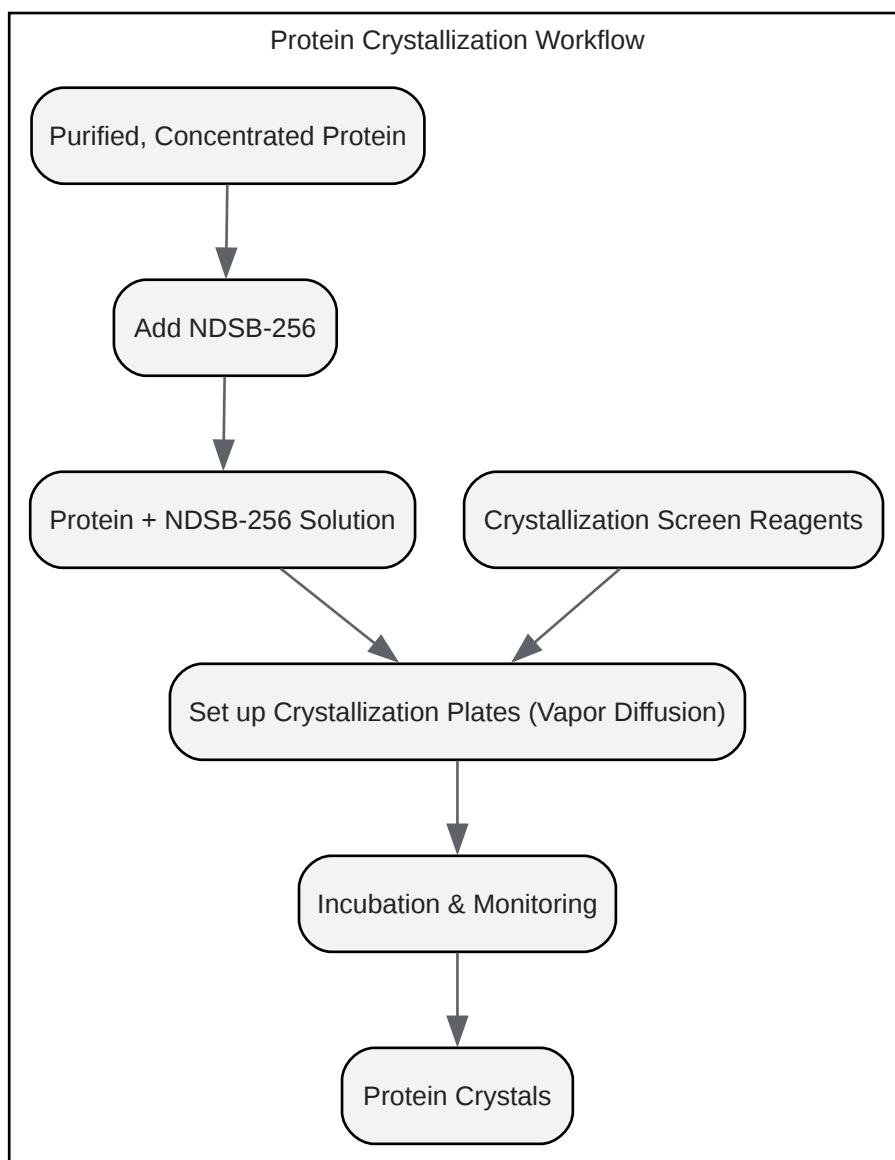 Protein Crystallization Workflow
Purified, Concentrated Protein
Add NDSB-256
Protein + NDSB-256 Solution
Crystallization Screen Reagents
Set up Crystallization Plates (Vapor Diffusion)
Incubation & Monitoring
Protein Crystals